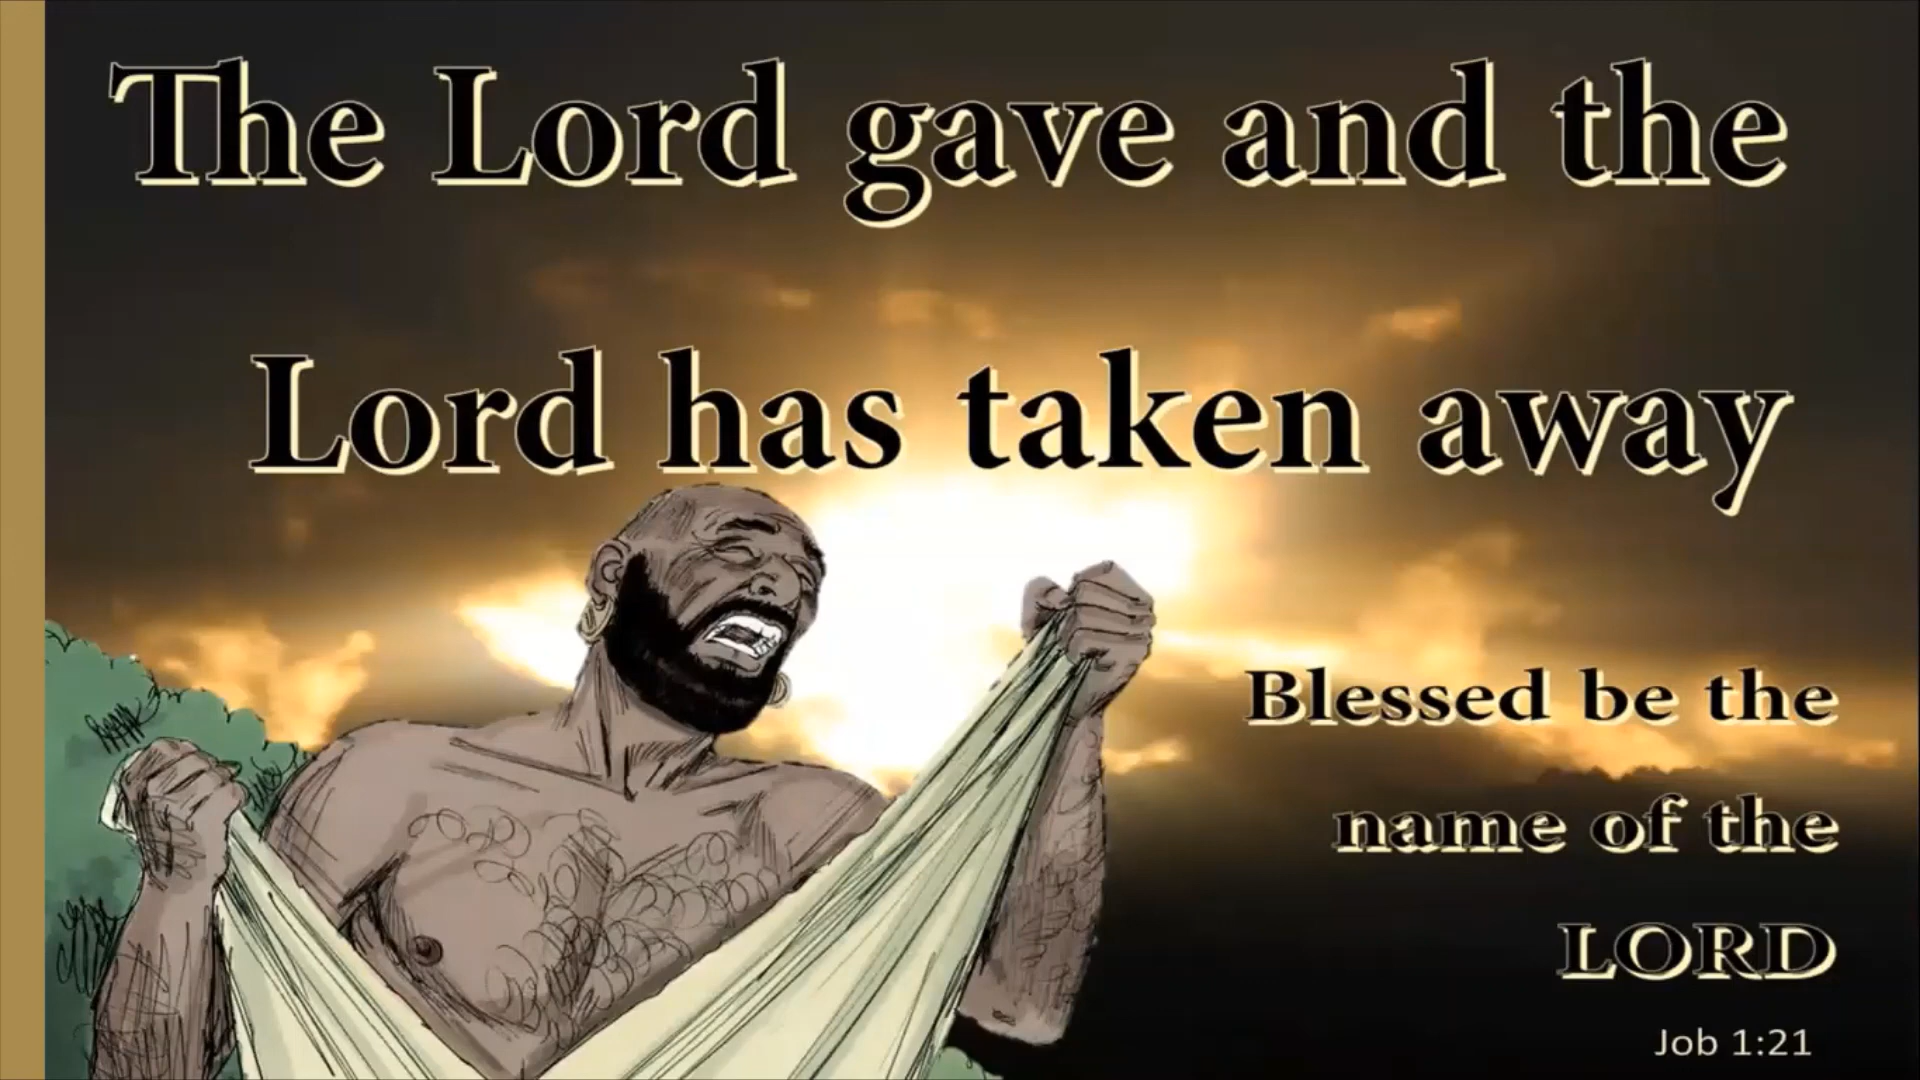 The Lord gave and the
Lord has taken away
Blessed be the
name of the
LORD
Job 1:21